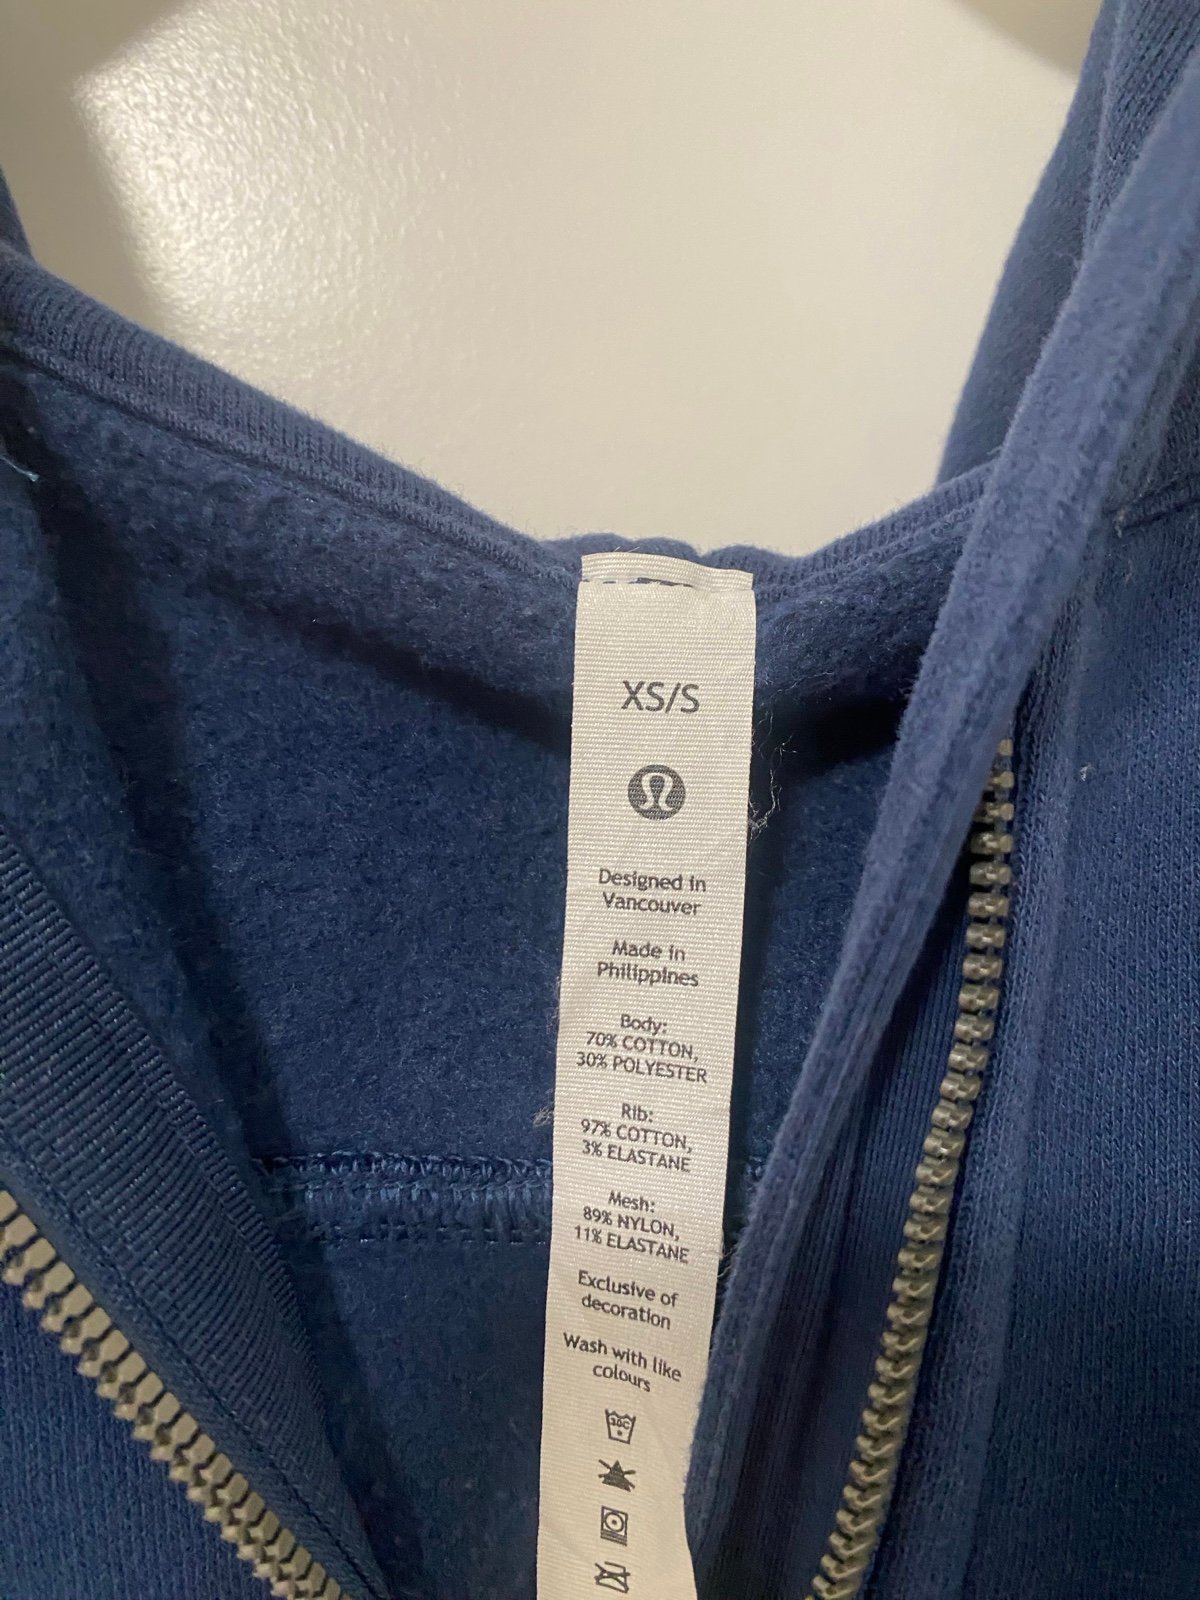 XS/S
Designed in
Vancouver
Made in
Philippines
Body:
70% COTTON,
30% POLYESTER
Rib:
97% COTTON,
3% ELASTANE
Mesh:
89% NYLON,
11% ELASTANE
Exclusive of
decoration
Wash with like
colours
30C